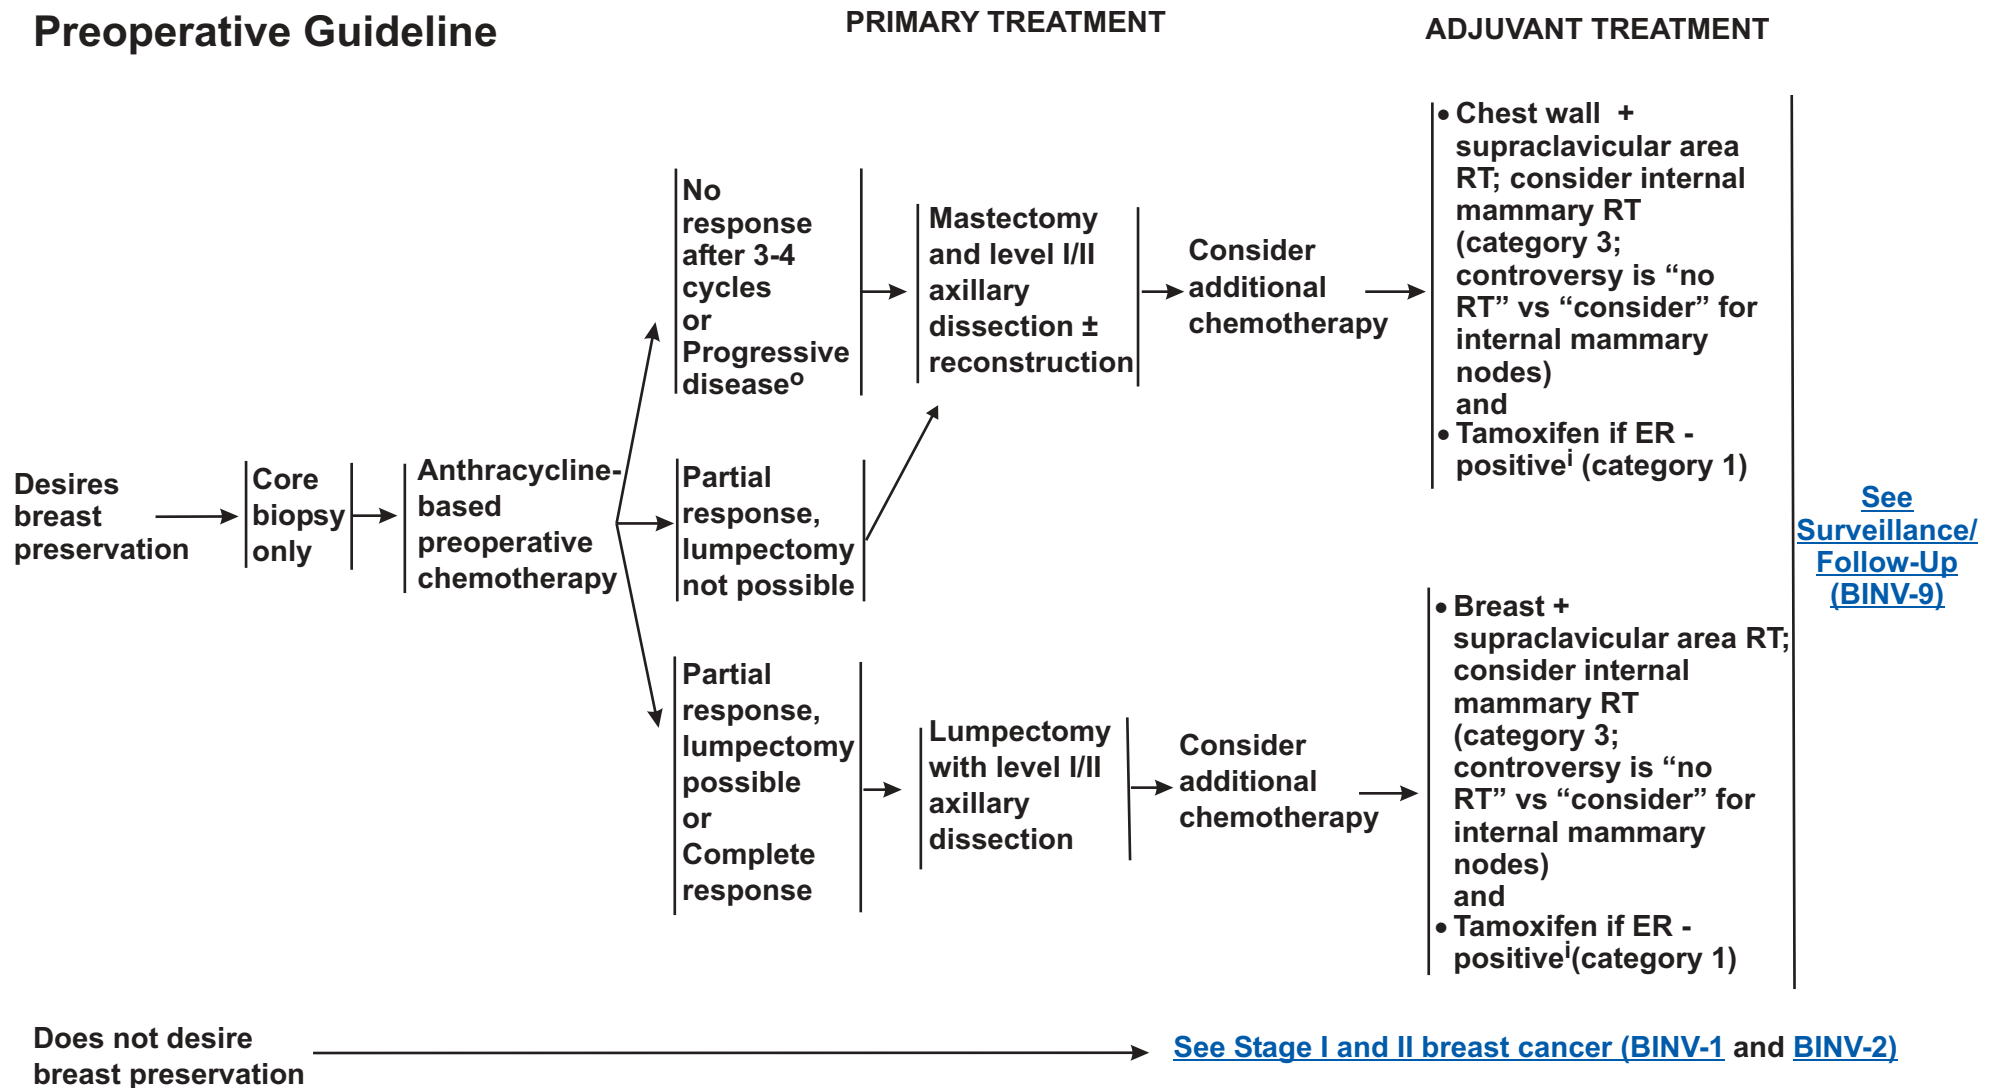 Preoperative Guideline
PRIMARY TREATMENT
ADJUVANT TREATMENT
Desires
breast
preservation
Core
biopsy
only
Anthracycline-
based
preoperative
chemotherapy
No
response
after 3-4
cycles
or
Progressive
diseaseᵒ
Mastectomy
and level I/II
axillary
dissection ±
reconstruction
Consider
additional
chemotherapy
• Chest wall +
supraclavicular area
RT; consider internal
mammary RT
(category 3;
controversy is “no
RT” vs “consider” for
internal mammary
nodes)
and
• Tamoxifen if ER -
positiveⁱ (category 1)
Partial
response,
lumpectomy
not possible
Partial
response,
lumpectomy
possible
or
Complete
response
Lumpectomy
with level I/II
axillary
dissection
Consider
additional
chemotherapy
• Breast +
supraclavicular area RT;
consider internal
mammary RT
(category 3;
controversy is “no
RT” vs “consider” for
internal mammary
nodes)
and
• Tamoxifen if ER -
positiveⁱ(category 1)
See
Surveillance/
Follow-Up
(BINV-9)
Does not desire
breast preservation
See Stage I and II breast cancer (BINV-1 and BINV-2)